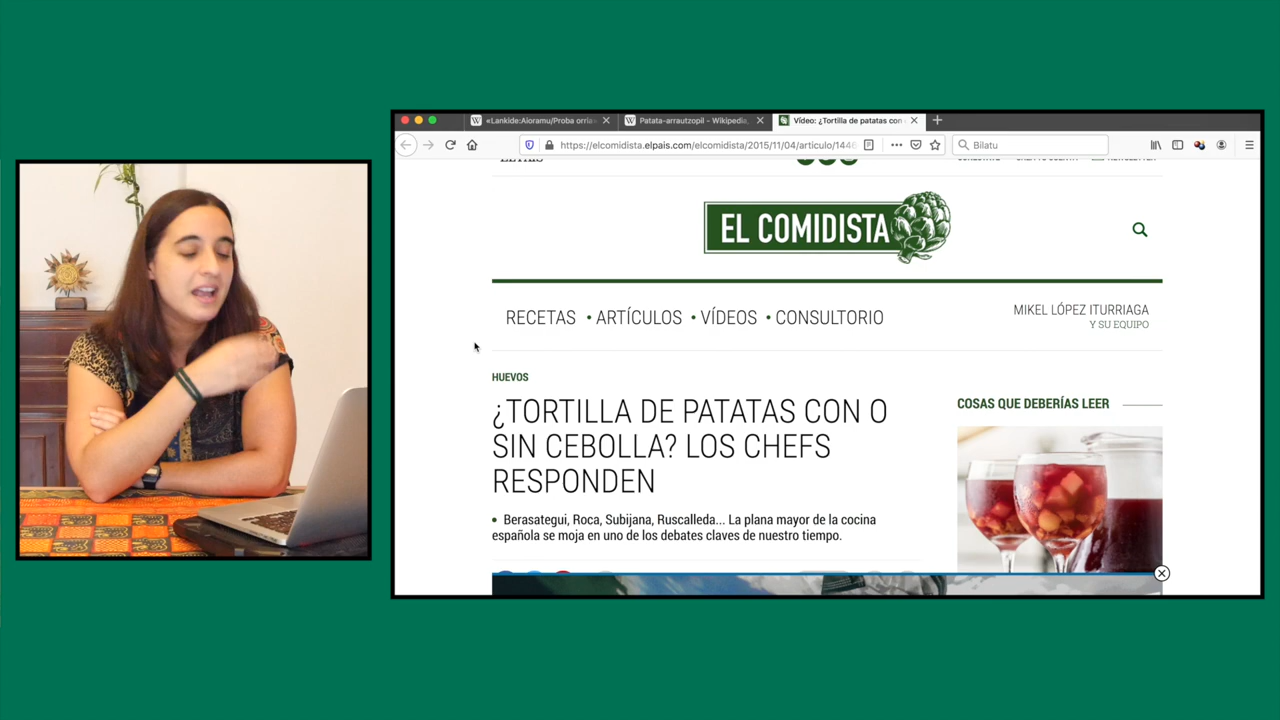 «Lankide:Aioramu/Proba orria
Patata-arrautzopil - Wikipedia,
Vídeo: ¿Tortilla de patatas con
https://elcomidista.elpais.com/elcomidista/2015/11/04/articulo/1446
Bilatu
EL COMIDISTA
RECETAS • ARTÍCULOS • VÍDEOS • CONSULTORIO
MIKEL LÓPEZ ITURRIAGA
Y SU EQUIPO
HUEVOS
¿TORTILLA DE PATATAS CON O
SIN CEBOLLA? LOS CHEFS
RESPONDEN
• Berasategui, Roca, Subijana, Ruscalleda... La plana mayor de la cocina
española se moja en uno de los debates claves de nuestro tiempo.
COSAS QUE DEBERÍAS LEER